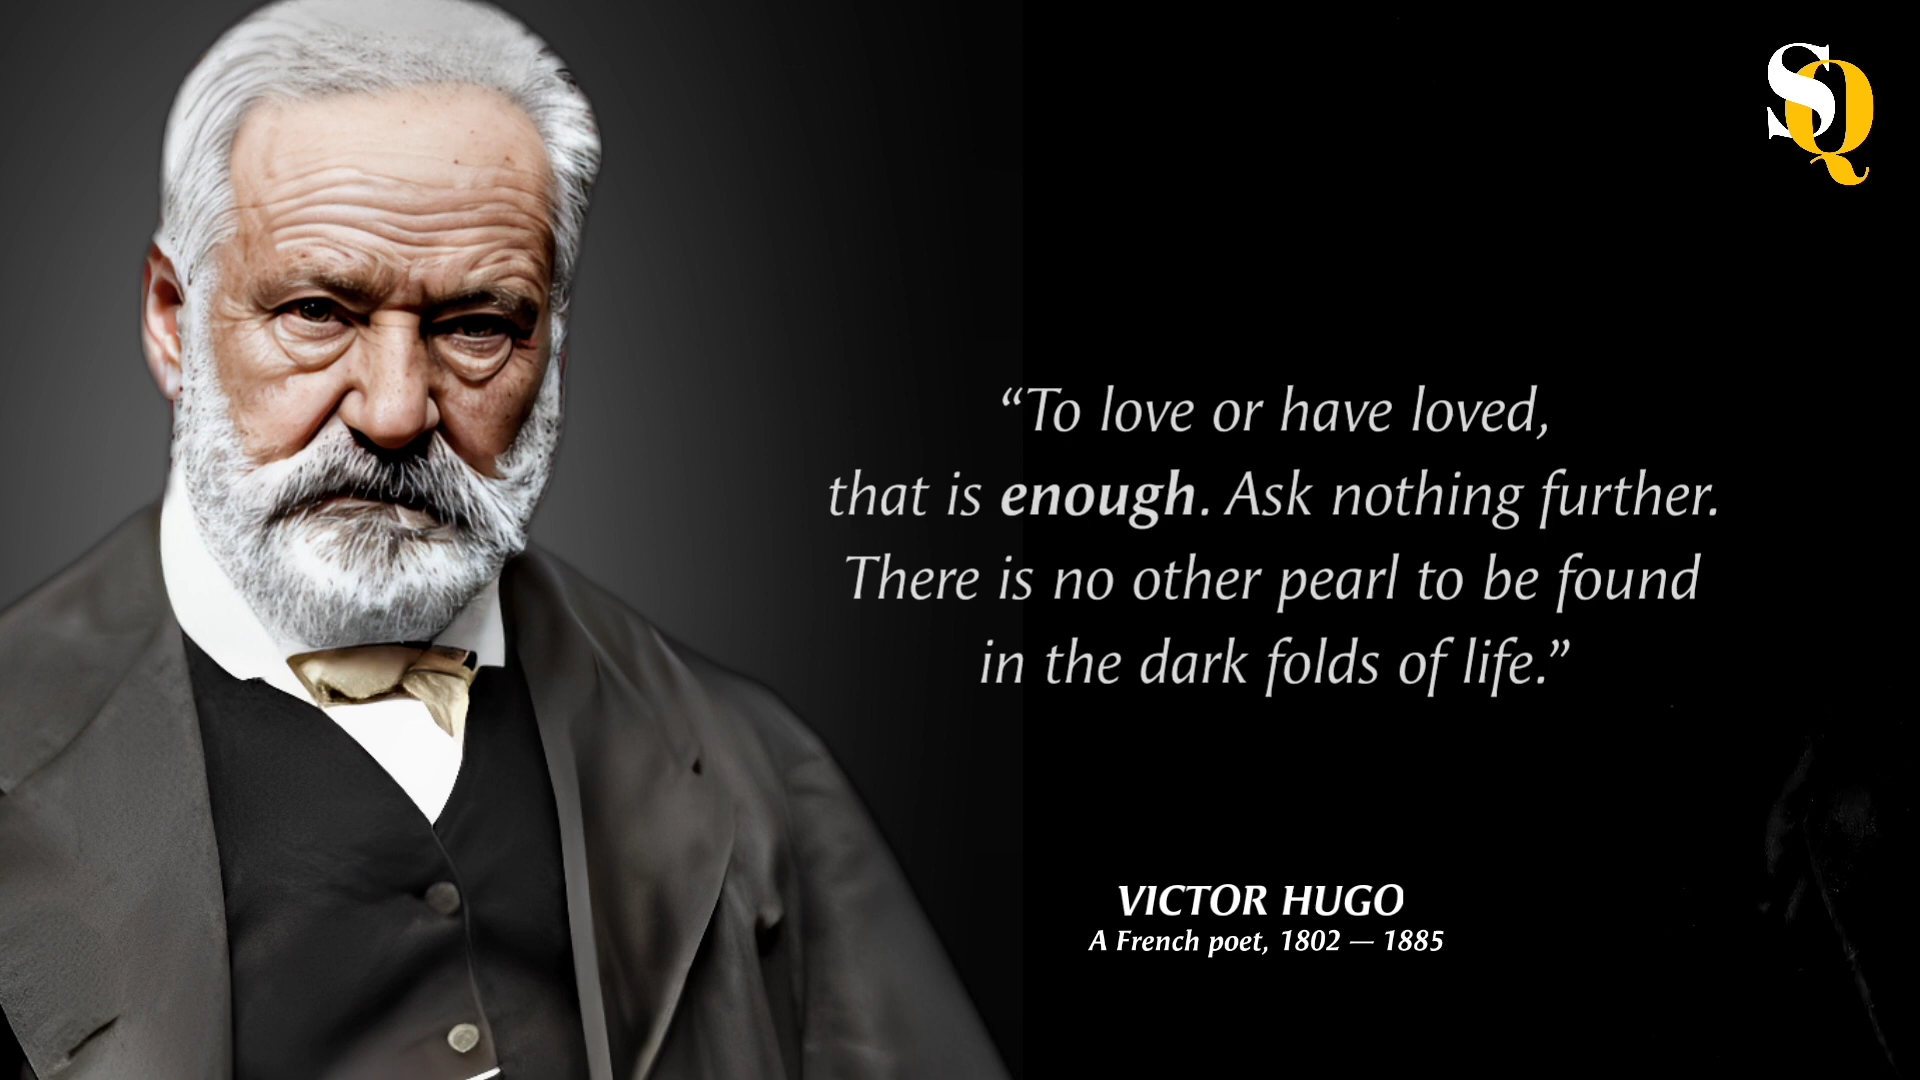 SQ
“To love or have loved,
that is enough. Ask nothing further.
There is no other pearl to be found
in the dark folds of life.”
VICTOR HUGO
A French poet, 1802 — 1885